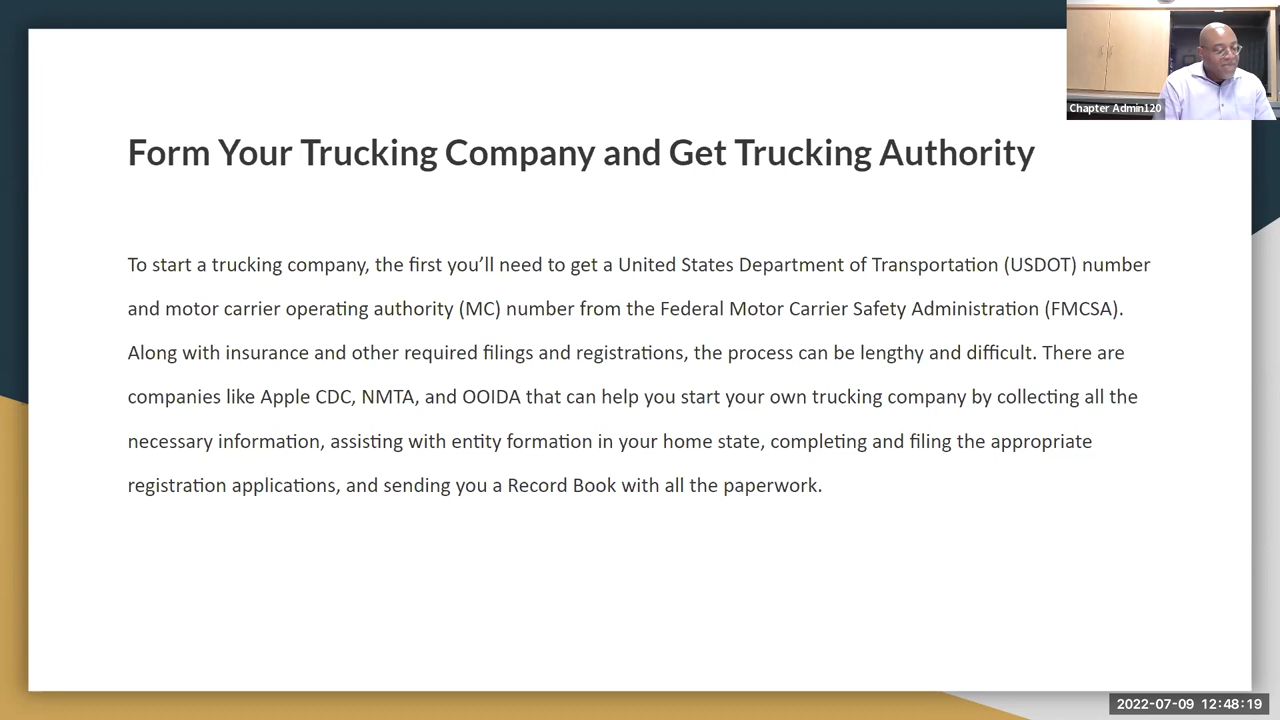 Chapter Admin120
Form Your Trucking Company and Get Trucking Authority
To start a trucking company, the first you’ll need to get a United States Department of Transportation (USDOT) number
and motor carrier operating authority (MC) number from the Federal Motor Carrier Safety Administration (FMCSA).
Along with insurance and other required filings and registrations, the process can be lengthy and difficult. There are
companies like Apple CDC, NMTA, and OOIDA that can help you start your own trucking company by collecting all the
necessary information, assisting with entity formation in your home state, completing and filing the appropriate
registration applications, and sending you a Record Book with all the paperwork.
2022-07-09 12:48:19